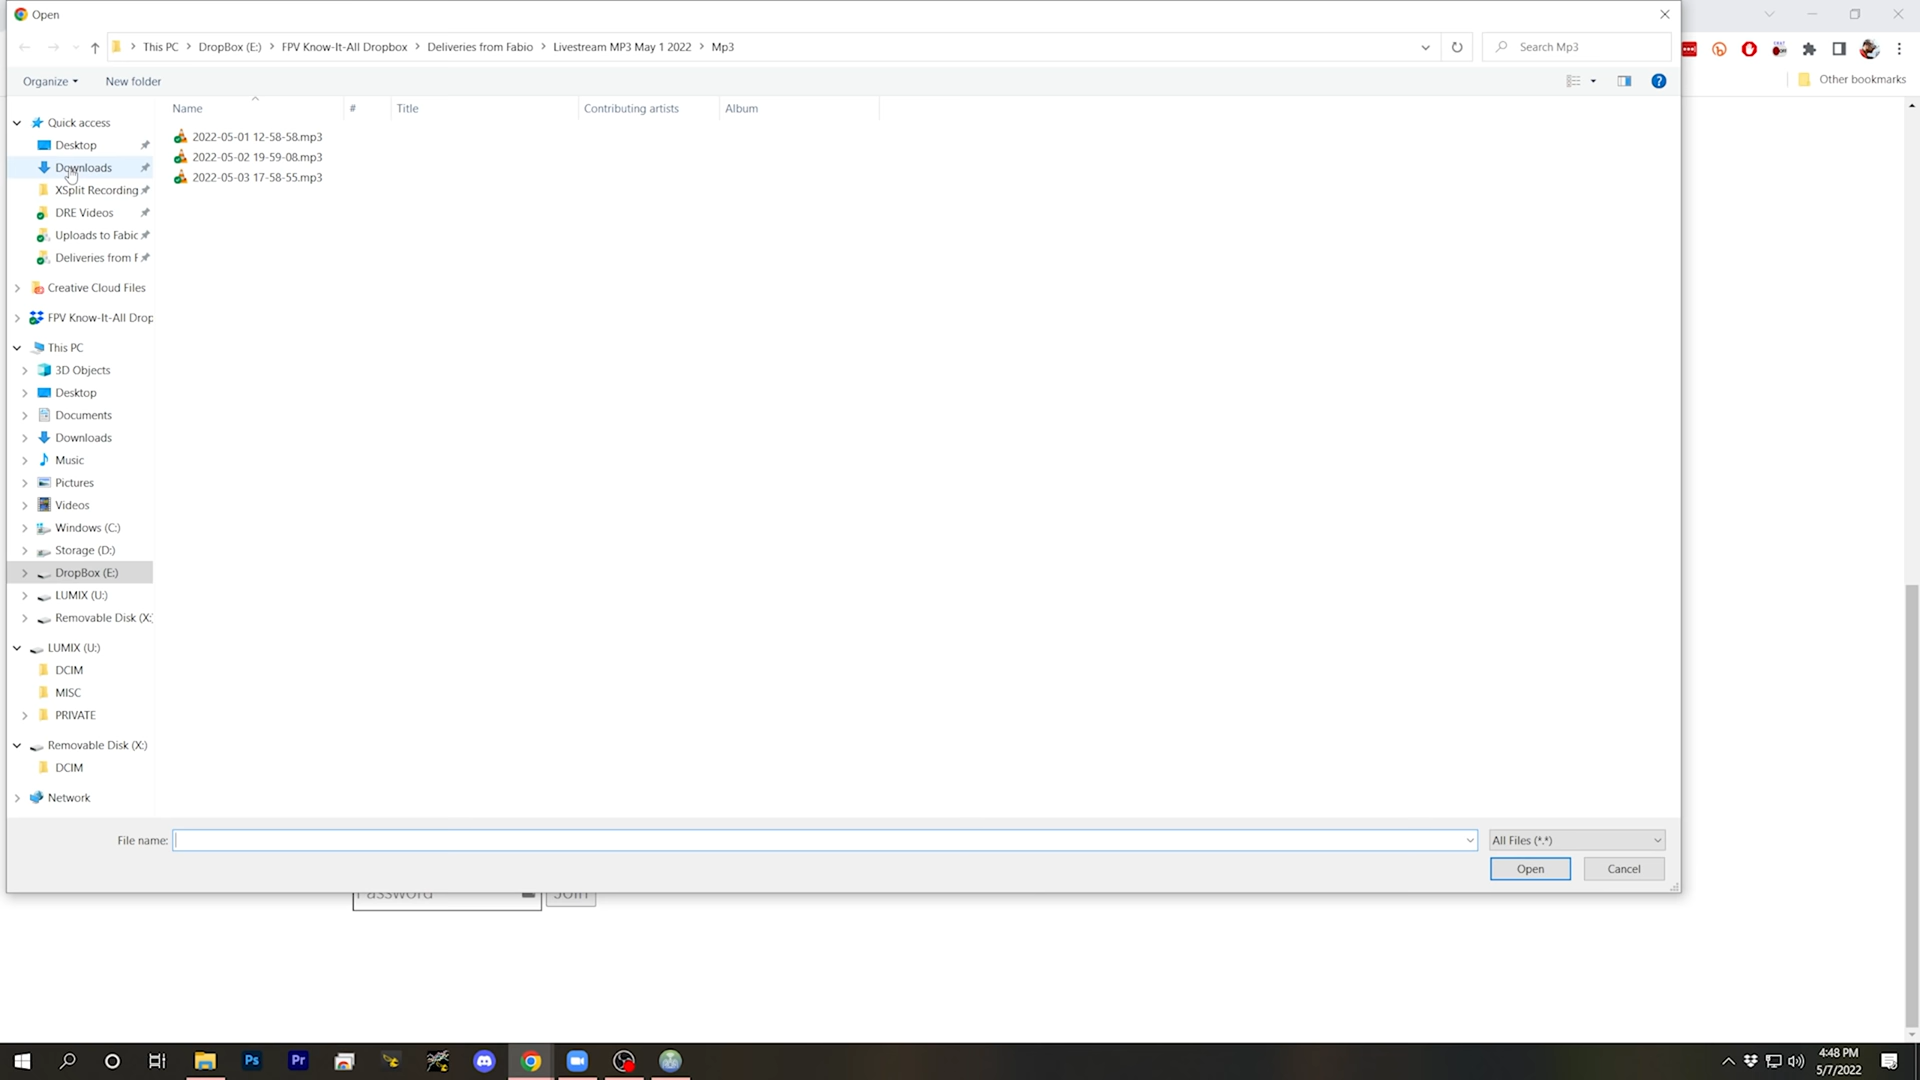 Open
This PC > DropBox (E:) > FPV Know-It-All Dropbox > Deliveries from Fabio > Livestream MP3 May 1 2022 > Mp3
Search Mp3
Organize
New folder
Other bookmarks
Name
#
Title
Contributing artists
Album
2022-05-01 12-58-58.mp3
2022-05-02 19-59-08.mp3
2022-05-03 17-58-55.mp3
Quick access
Desktop
Downloads
XSplit Recording
DRE Videos
Uploads to Fabio
Deliveries from F
Creative Cloud Files
FPV Know-It-All Drop
This PC
3D Objects
Desktop
Documents
Downloads
Music
Pictures
Videos
Windows (C:)
Storage (D:)
DropBox (E:)
LUMIX (U:)
Removable Disk (X:
LUMIX (U:)
DCIM
MISC
PRIVATE
Removable Disk (X:)
DCIM
Network
File name:
All Files (*.*)
Open
Cancel
Password
Join
Ps
Pr
4:48 PM
5/7/2022